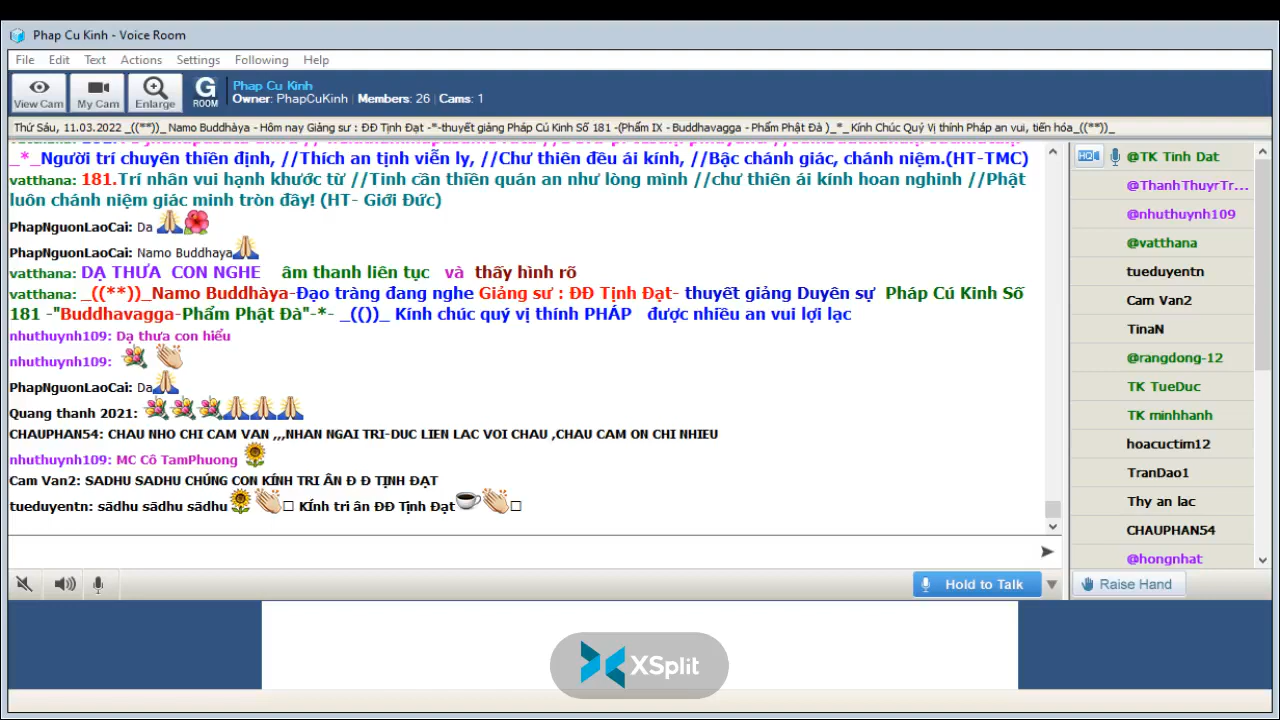 Phap Cu Kinh - Voice Room
File Edit Text Actions Settings Following Help
View Cam My Cam Enlarge G ROOM
Phap Cu Kinh
Owner: PhapCuKinh | Members: 26 | Cams: 1
Thứ Sáu, 11.03.2022 _((**))_ Namo Buddhàya - Hôm nay Giảng sư : ĐĐ Tịnh Đạt -*-thuyết giảng Pháp Cú Kinh Số 181 -(Phẩm IX - Buddhavagga - Phẩm Phật Đà )_*_ Kính Chúc Quý Vị thính Pháp an vui, tiến hóa_((**))_
_*_Người trí chuyên thiền định, //Thích an tịnh viễn ly, //Chư thiên đều ái kính, //Bậc chánh giác, chánh niệm.(HT-TMC)
vatthana: 181.Trí nhân vui hạnh khước từ //Tinh cần thiền quán an như lòng mình //chư thiên ái kính hoan nghinh //Phật
luôn chánh niệm giác minh tròn đầy! (HT- Giới Đức)
PhapNguonLaoCai: Da
PhapNguonLaoCai: Namo Buddhaya
vatthana: DẠ THƯA CON NGHE âm thanh liên tục và thấy hình rõ
vatthana: _((**))_Namo Buddhàya-Đạo tràng đang nghe Giảng sư : ĐĐ Tịnh Đạt- thuyết giảng Duyên sự Pháp Cú Kinh Số
181 -"Buddhavagga-Phẩm Phật Đà"-*- _(())_ Kính chúc quý vị thính PHÁP được nhiều an vui lợi lạc
nhuthuynh109: Dạ thưa con hiểu
nhuthuynh109:
PhapNguonLaoCai: Da
Quang thanh 2021:
CHAUPHAN54: CHAU NHO CHI CAM VAN ,,,NHAN NGAI TRI-DUC LIEN LAC VOI CHAU ,CHAU CAM ON CHI NHIEU
nhuthuynh109: MC Cô TamPhuong
Cam Van2: SADHU SADHU CHÚNG CON KÍNH TRI ÂN Đ Đ TỊNH ĐẠT
tueduyentn: sādhu sādhu sādhu KÍnh tri ân ĐĐ Tịnh Đạt
HQ
@TK Tinh Dat
@ThanhThuyrTr...
@nhuthuynh109
@vatthana
tueduyentn
Cam Van2
TinaN
@rangdong-12
TK TueDuc
TK minhhanh
hoacuctim12
TranDao1
Thy an lac
CHAUPHAN54
@hongnhat
Hold to Talk
Raise Hand
XSplit